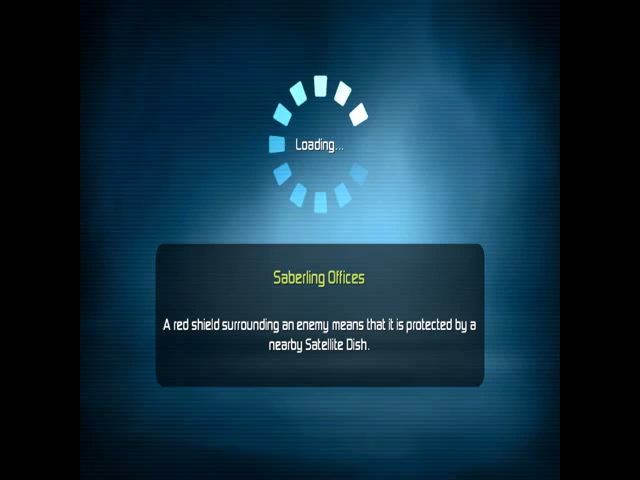 Loading...
Saberling Offices
A red shield surrounding an enemy means that it is protected by a
nearby Satellite Dish.